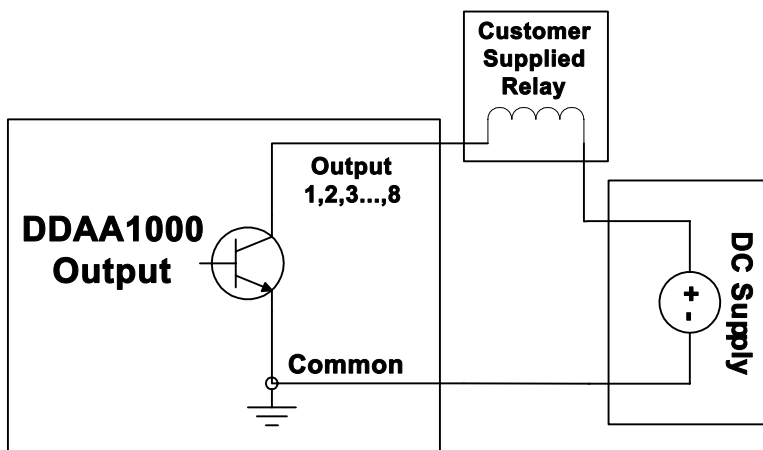 Customer
Supplied
Relay
Output
1,2,3...,8
DDAA1000
Output
Common
DC Supply
+
-